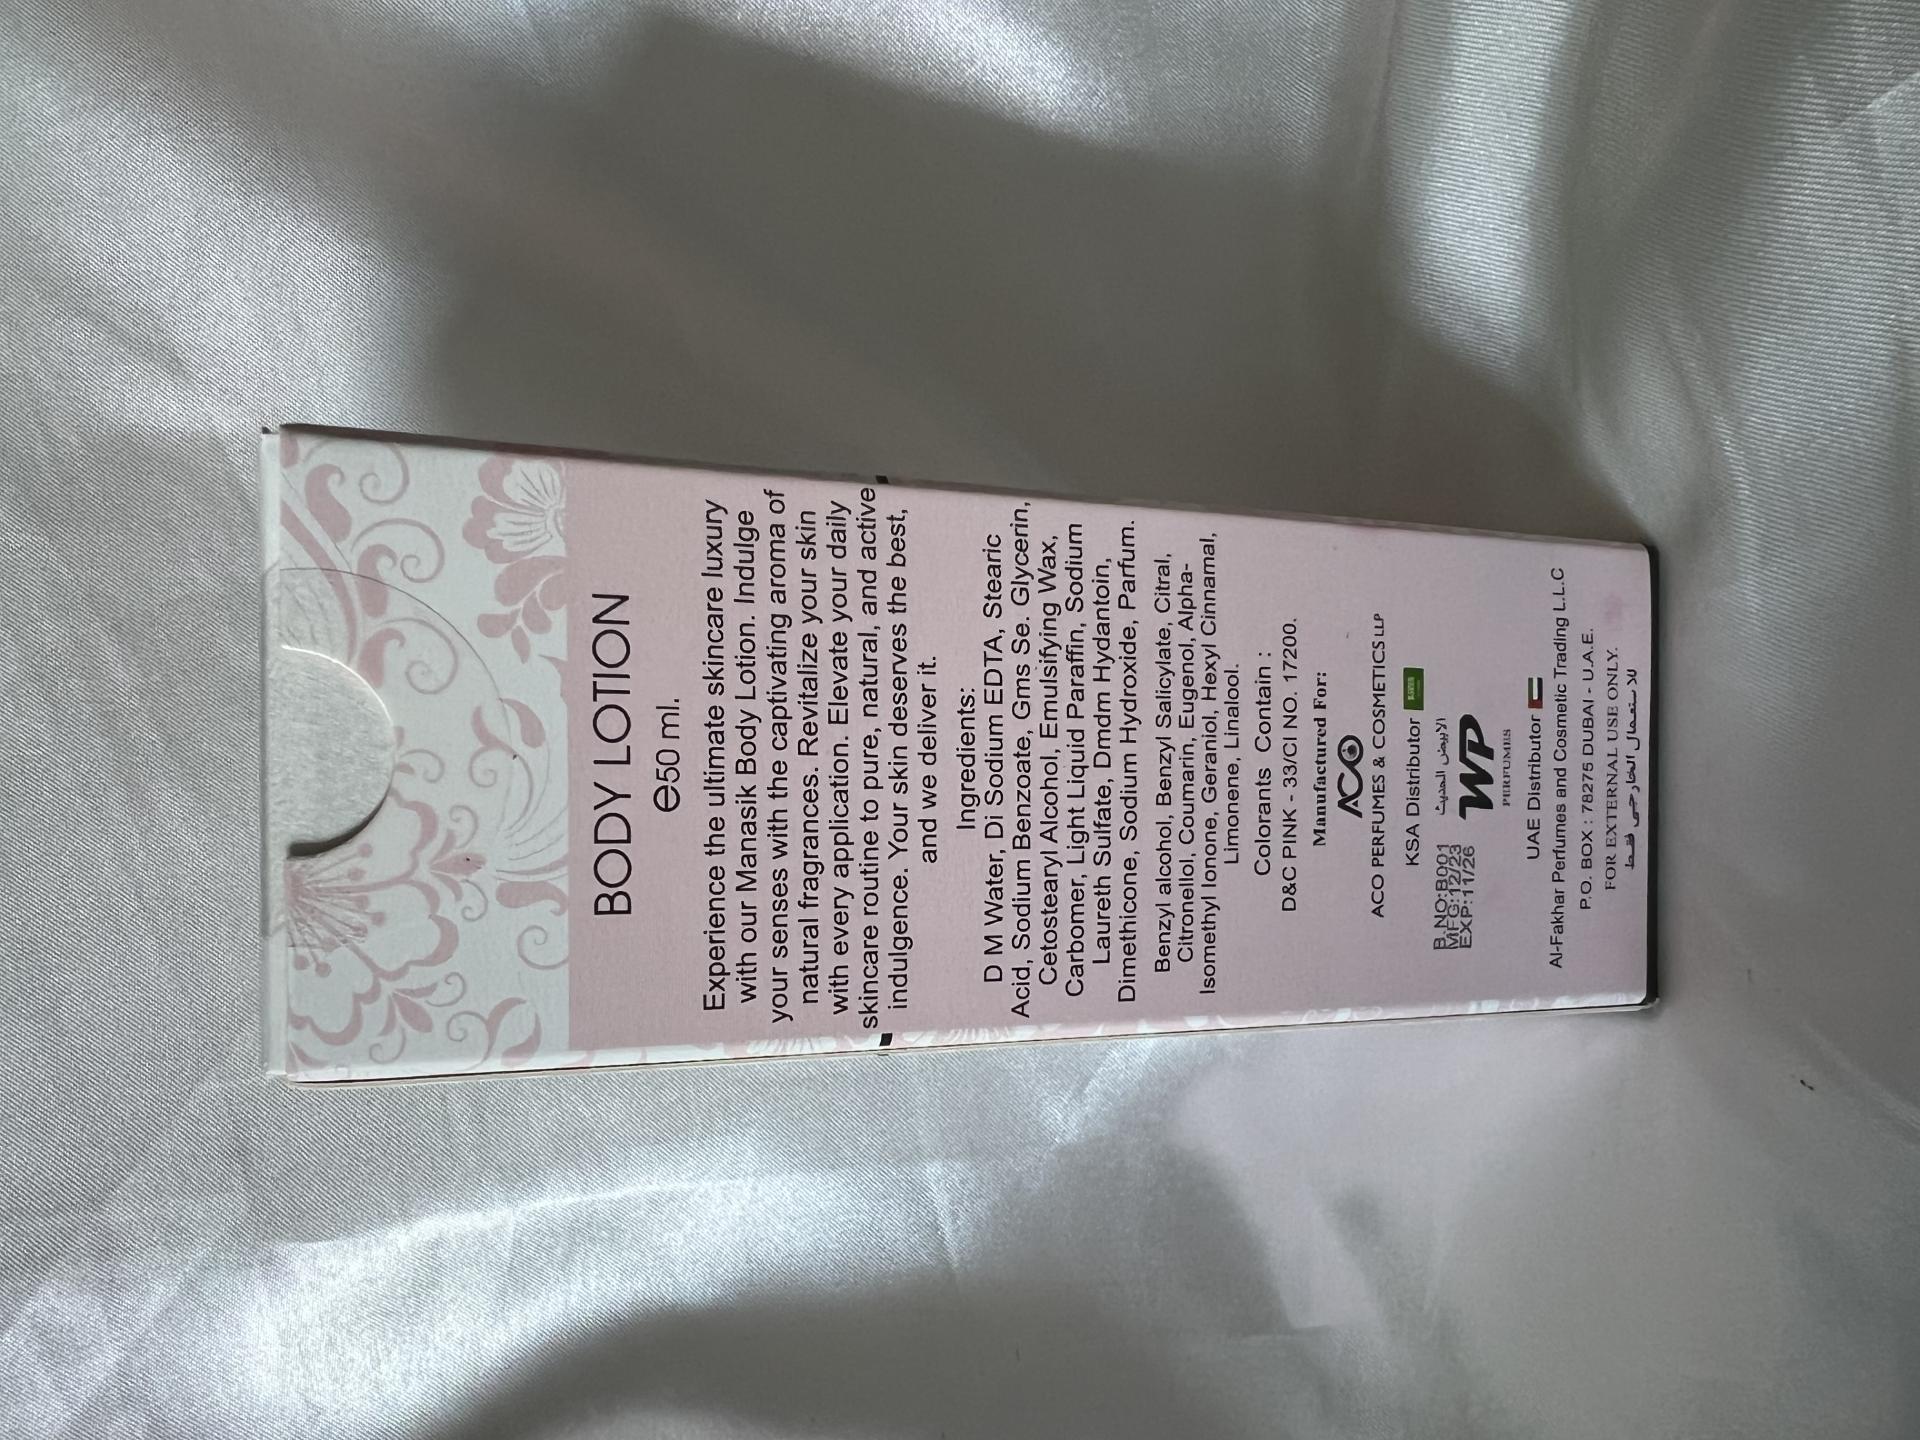 BODY LOTION
℮50 ml.
Experience the ultimate skincare luxury
with our Manasik Body Lotion. Indulge
your senses with the captivating aroma of
natural fragrances. Revitalize your skin
with every application. Elevate your daily
skincare routine to pure, natural, and active
indulgence. Your skin deserves the best,
and we deliver it.
Ingredients:
D M Water, Di Sodium EDTA, Stearic
Acid, Sodium Benzoate, Gms Se. Glycerin,
Cetostearyl Alcohol, Emulsifying Wax,
Carbomer, Light Liquid Paraffin, Sodium
Laureth Sulfate, Dmdm Hydantoin,
Dimethicone, Sodium Hydroxide, Parfum.
Benzyl alcohol, Benzyl Salicylate, Citral,
Citronellol, Coumarin, Eugenol, Alpha-
Isomethyl Ionone, Geraniol, Hexyl Cinnamal,
Limonene, Linalool.
Colorants Contain :
D&C PINK - 33/CI NO. 17200.
Manufactured For:
ACO
ACO PERFUMES & COSMETICS LLP
KSA Distributor
الابيض الحديث
WP
PERFUMES
B.NO:B001
MFG:12/23
EXP:11/26
UAE Distributor
Al-Fakhar Perfumes and Cosmetic Trading L.L.C
P.O. BOX : 78275 DUBAI - U.A.E.
FOR EXTERNAL USE ONLY.
للاستعمال الخارجي فقط